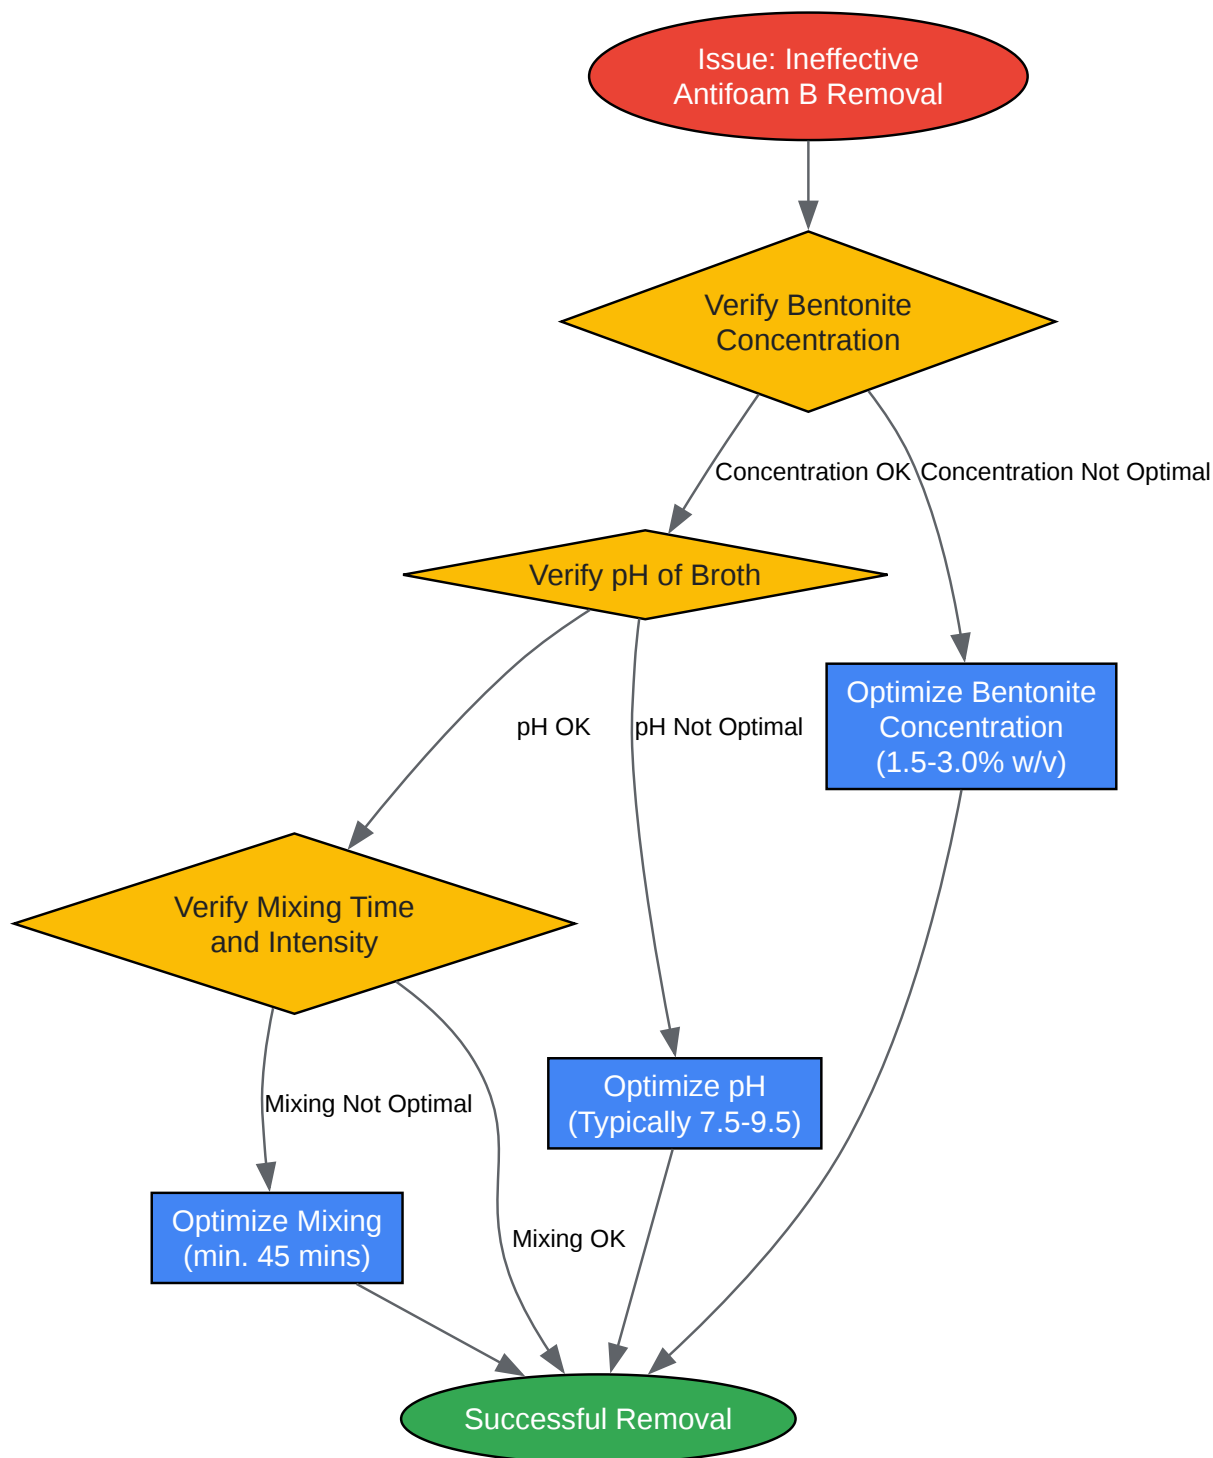 Issue: Ineffective
Antifoam B Removal
Verify Bentonite
Concentration
Concentration OK
Concentration Not Optimal
Verify pH of Broth
Optimize Bentonite
Concentration
(1.5-3.0% w/v)
pH OK
pH Not Optimal
Verify Mixing Time
and Intensity
Optimize pH
(Typically 7.5-9.5)
Mixing Not Optimal
Optimize Mixing
(min. 45 mins)
Mixing OK
Successful Removal